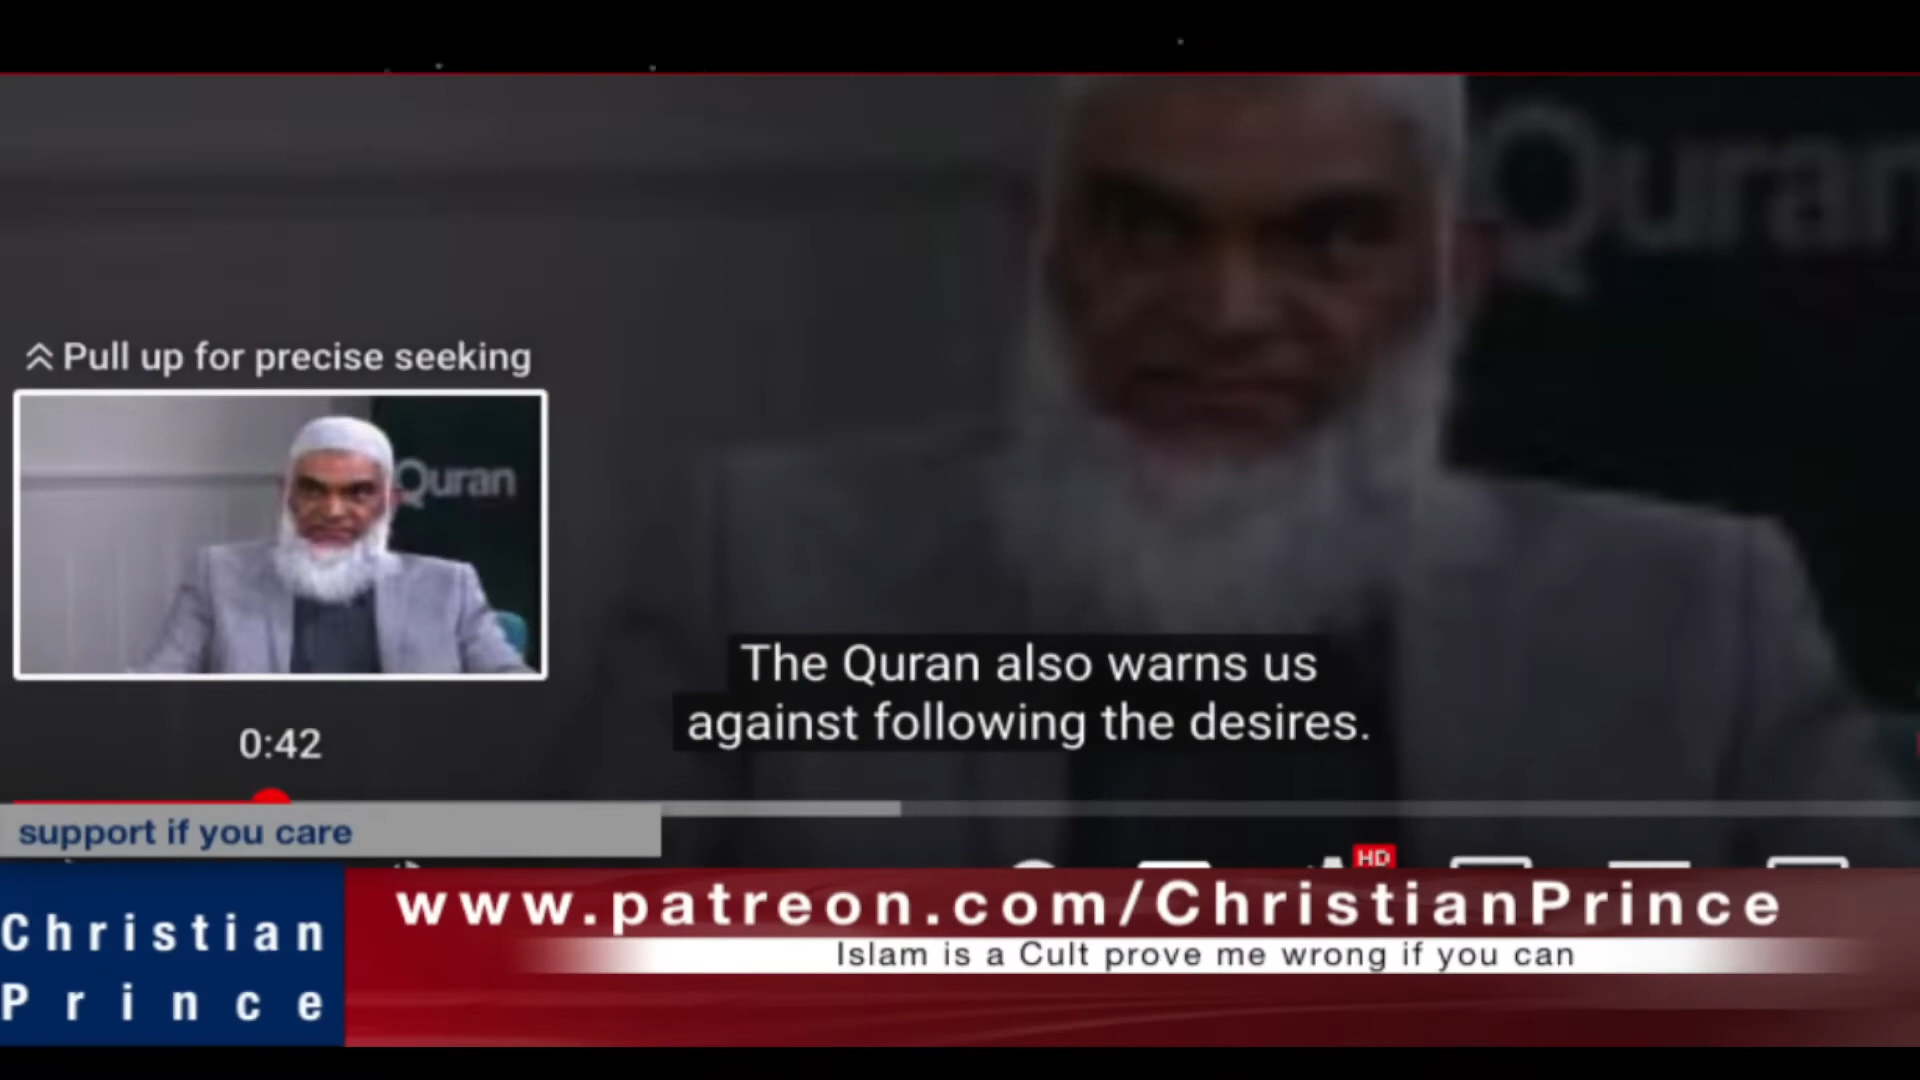 Quran
Pull up for precise seeking
Quran
0:42
The Quran also warns us
against following the desires.
support if you care
HD
Christian
Prince
www.patreon.com/ChristianPrince
Islam is a Cult prove me wrong if you can